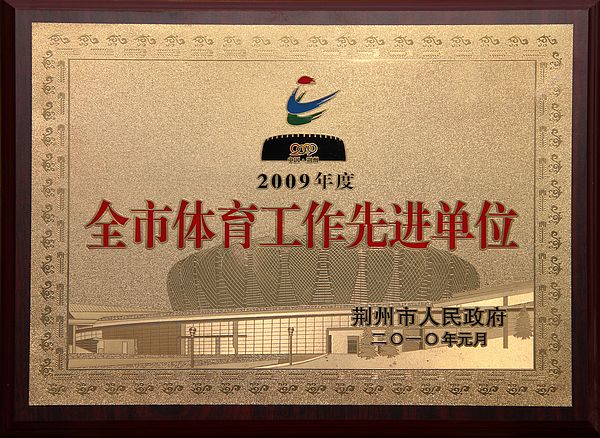 2009年度
全市体育工作先进单位
荆州市人民政府
二〇一〇年元月